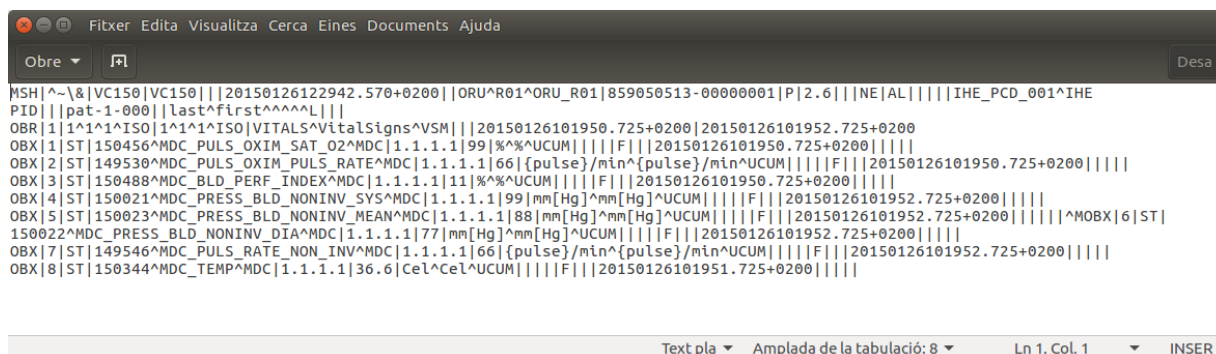 Fitxer Edita Visualitza Cerca Eines Documents Ajuda
Obre Desa
MSH|^~\&|VC150|VC150|||20150126122942.570+0200||ORU^R01^ORU_R01|859050513-00000001|P|2.6|||NE|AL|||||IHE_PCD_001^IHE
PID|||pat-1-000||last^first^^^^^L|||
OBR|1|1^1^1^ISO|1^1^1^ISO|VITALS^VitalSigns^VSM|||20150126101950.725+0200|20150126101952.725+0200
OBX|1|ST|150456^MDC_PULS_OXIM_SAT_O2^MDC|1.1.1.1|99|%^%^UCUM|||||F|||20150126101950.725+0200|||||
OBX|2|ST|149530^MDC_PULS_OXIM_PULS_RATE^MDC|1.1.1.1|66|{pulse}/min^{pulse}/min^UCUM|||||F|||20150126101950.725+0200|||||
OBX|3|ST|150488^MDC_BLD_PERF_INDEX^MDC|1.1.1.1|11|%^%^UCUM|||||F|||20150126101950.725+0200|||||
OBX|4|ST|150021^MDC_PRESS_BLD_NONINV_SYS^MDC|1.1.1.1|99|mm[Hg]^mm[Hg]^UCUM|||||F|||20150126101952.725+0200|||||
OBX|5|ST|150023^MDC_PRESS_BLD_NONINV_MEAN^MDC|1.1.1.1|88|mm[Hg]^mm[Hg]^UCUM|||||F|||20150126101952.725+0200||||||^MOBX|6|ST|
150022^MDC_PRESS_BLD_NONINV_DIA^MDC|1.1.1.1|77|mm[Hg]^mm[Hg]^UCUM|||||F|||20150126101952.725+0200|||||
OBX|7|ST|149546^MDC_PULS_RATE_NON_INV^MDC|1.1.1.1|66|{pulse}/min^{pulse}/min^UCUM|||||F|||20150126101952.725+0200|||||
OBX|8|ST|150344^MDC_TEMP^MDC|1.1.1.1|36.6|Cel^Cel^UCUM|||||F|||20150126101951.725+0200|||||
Text pla Amplada de la tabulació: 8 Ln 1, Col. 1 INSER